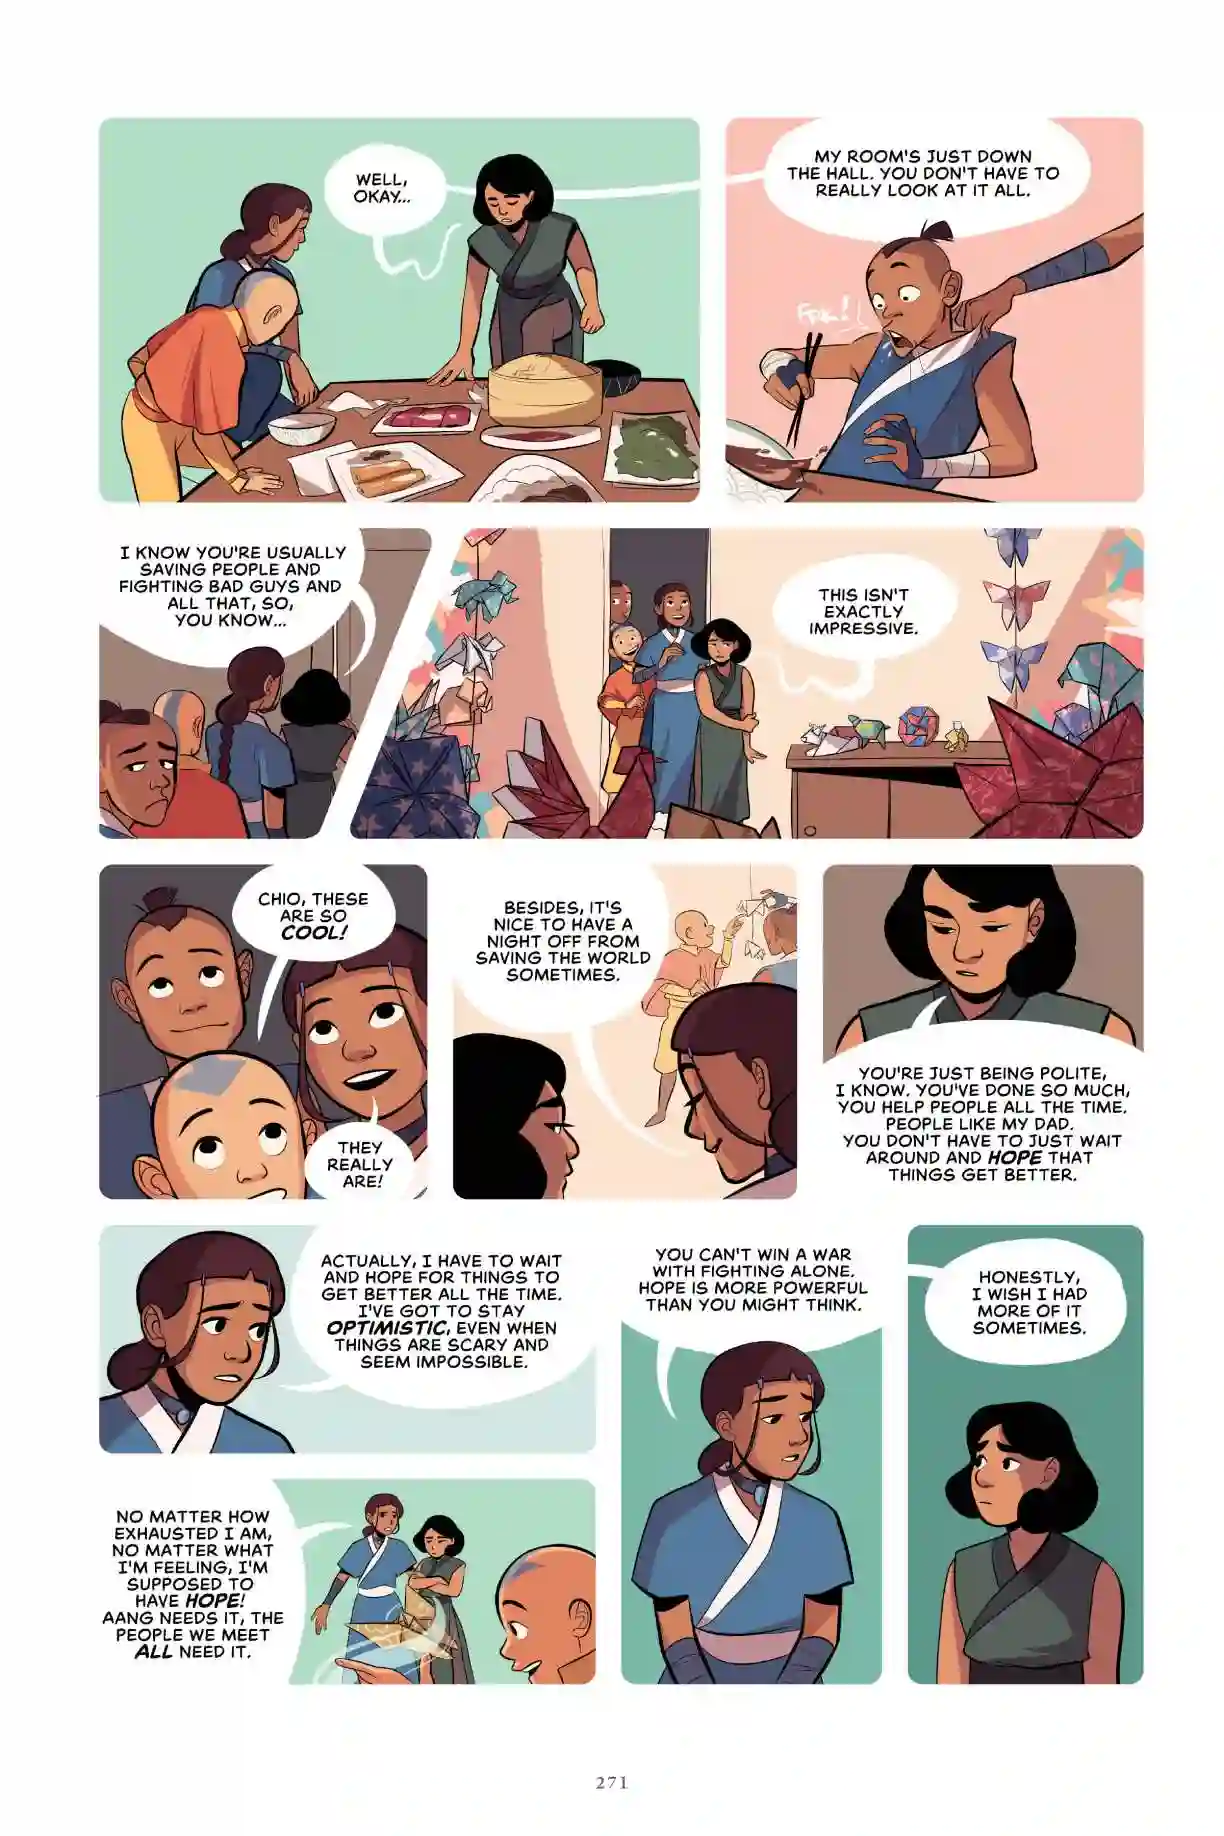 WELL,
OKAY...
MY ROOM'S JUST DOWN
THE HALL. YOU DON'T HAVE TO
REALLY LOOK AT IT ALL.
I KNOW YOU'RE USUALLY
SAVING PEOPLE AND
FIGHTING BAD GUYS AND
ALL THAT, SO,
YOU KNOW...
THIS ISN'T
EXACTLY
IMPRESSIVE.
CHIO, THESE
ARE SO
COOL!
THEY
REALLY
ARE!
BESIDES, IT'S
NICE TO HAVE A
NIGHT OFF FROM
SAVING THE WORLD
SOMETIMES.
YOU'RE JUST BEING POLITE,
I KNOW. YOU'VE DONE SO MUCH,
YOU HELP PEOPLE ALL THE TIME.
PEOPLE LIKE MY DAD.
YOU DON'T HAVE TO JUST WAIT
AROUND AND HOPE THAT
THINGS GET BETTER.
ACTUALLY, I HAVE TO WAIT
AND HOPE FOR THINGS TO
GET BETTER ALL THE TIME.
I'VE GOT TO STAY
OPTIMISTIC, EVEN WHEN
THINGS ARE SCARY AND
SEEM IMPOSSIBLE.
NO MATTER HOW
EXHAUSTED I AM,
NO MATTER WHAT
I'M FEELING, I'M
SUPPOSED TO
HAVE HOPE!
AANG NEEDS IT, THE
PEOPLE WE MEET
ALL NEED IT.
YOU CAN'T WIN A WAR
WITH FIGHTING ALONE.
HOPE IS MORE POWERFUL
THAN YOU MIGHT THINK.
HONESTLY,
I WISH I HAD
MORE OF IT
SOMETIMES.
271